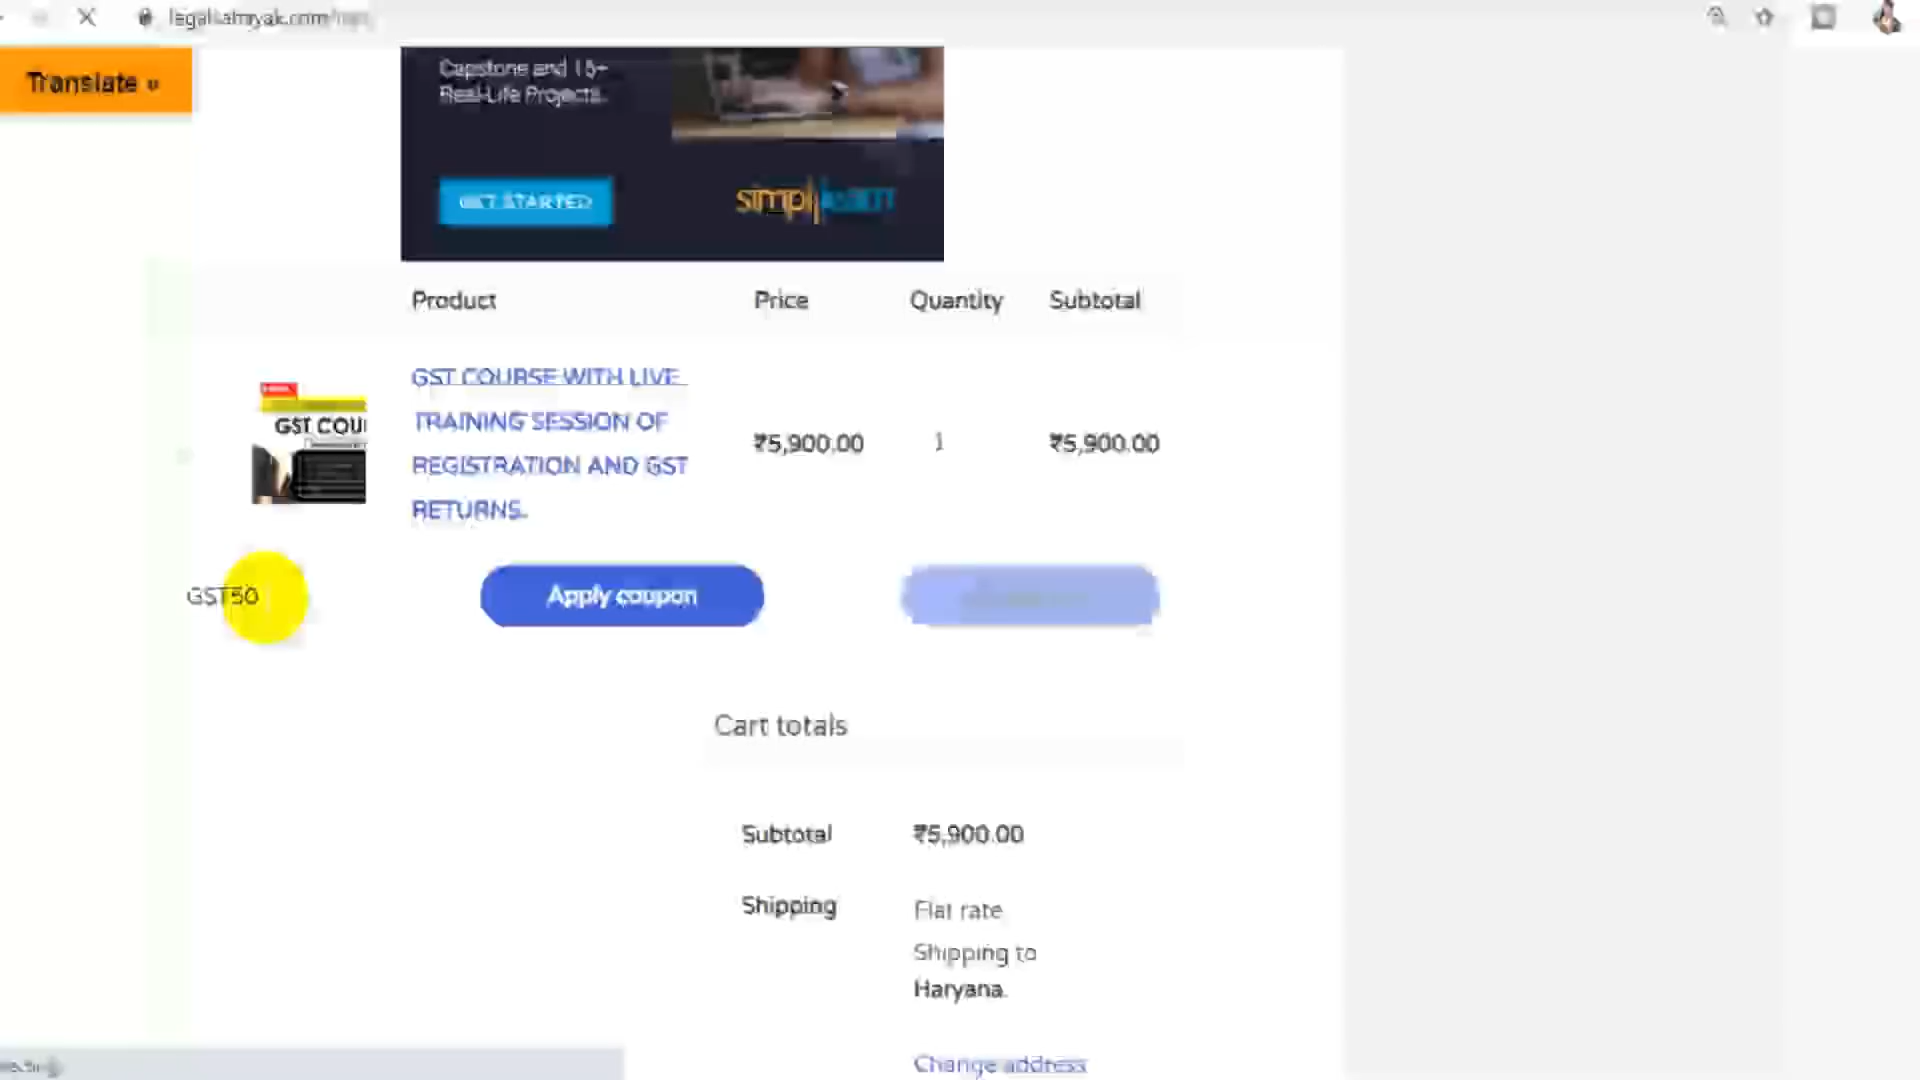 Translate »
Capstone and 15+
Real-Life Projects.
GET STARTED
simplilearn
Product Price Quantity Subtotal
GST COURSE WITH LIVE
TRAINING SESSION OF
REGISTRATION AND GST
RETURNS.
GST COU
₹5,900.00 1 ₹5,900.00
GST50 Apply coupon
Cart totals
Subtotal ₹5,900.00
Shipping Flat rate
Shipping to
Haryana.
Change address